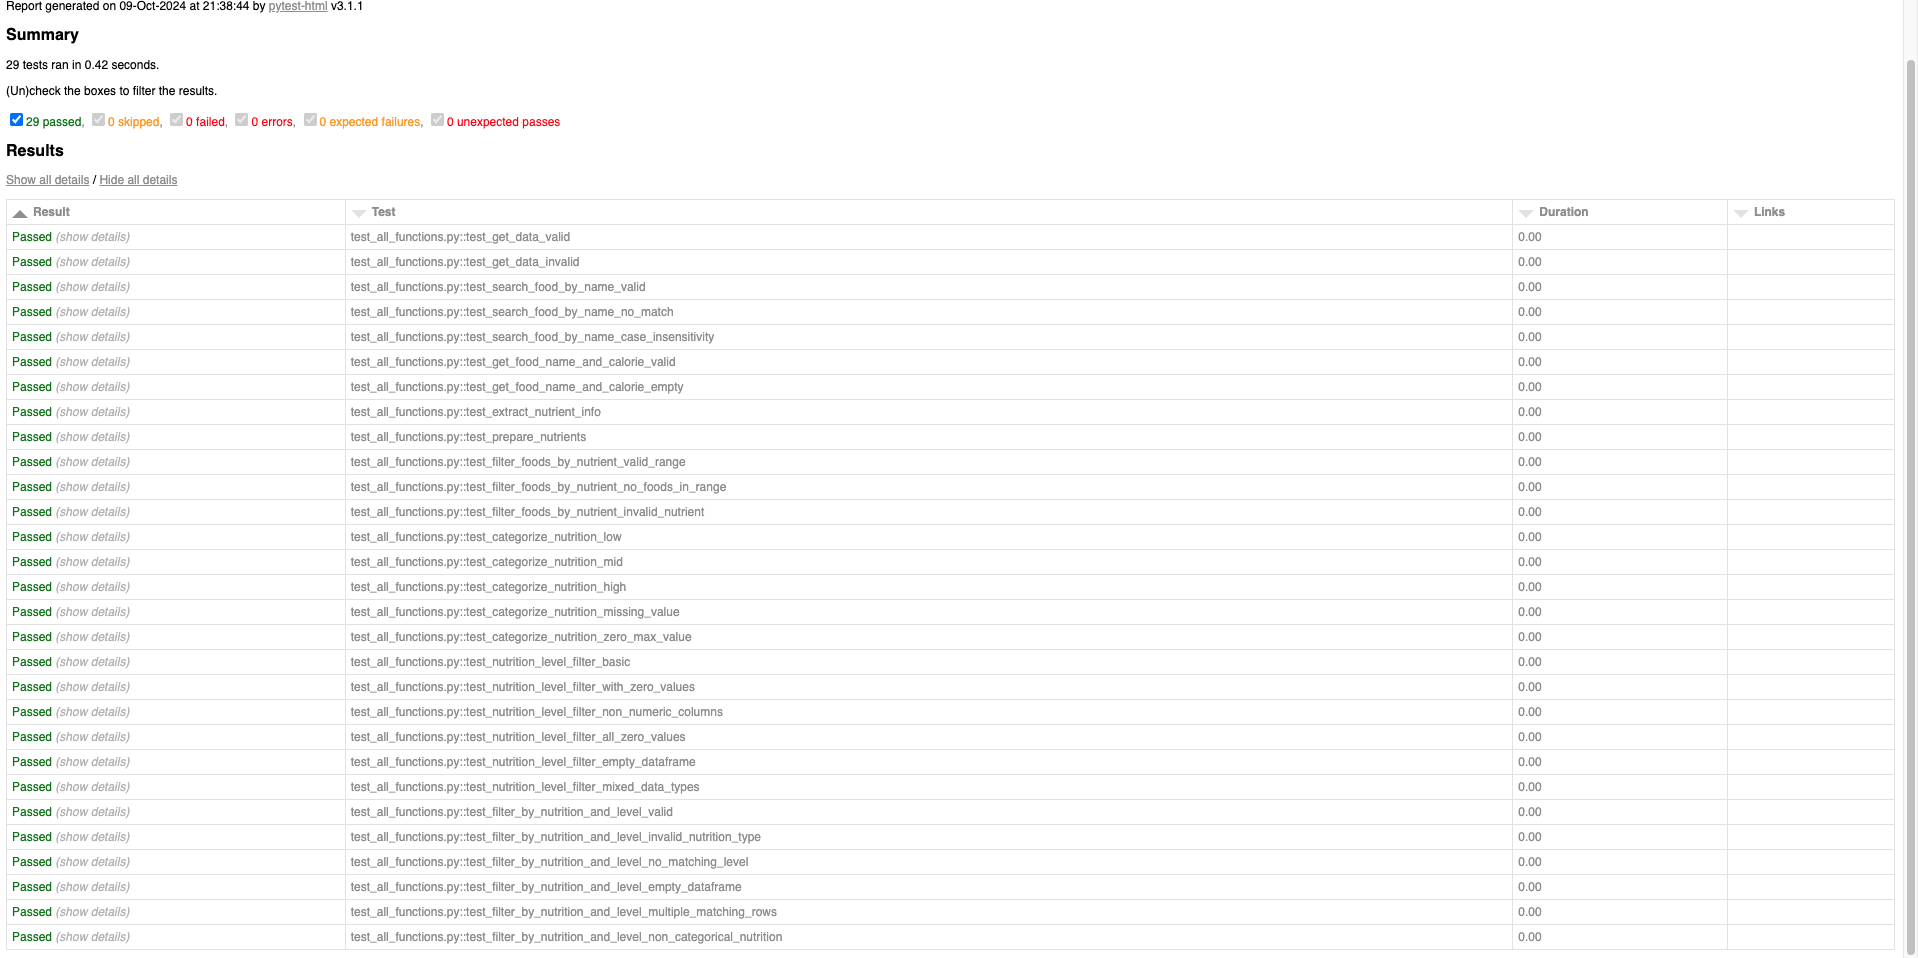 Report generated on 09-Oct-2024 at 21:38:44 by pytest-html v3.1.1
Summary
29 tests ran in 0.42 seconds.
(Un)check the boxes to filter the results.
29 passed, 0 skipped, 0 failed, 0 errors, 0 expected failures, 0 unexpected passes
Results
Show all details / Hide all details
Result Test Duration Links
Passed (show details) test_all_functions.py::test_get_data_valid 0.00
Passed (show details) test_all_functions.py::test_get_data_invalid 0.00
Passed (show details) test_all_functions.py::test_search_food_by_name_valid 0.00
Passed (show details) test_all_functions.py::test_search_food_by_name_no_match 0.00
Passed (show details) test_all_functions.py::test_search_food_by_name_case_insensitivity 0.00
Passed (show details) test_all_functions.py::test_get_food_name_and_calorie_valid 0.00
Passed (show details) test_all_functions.py::test_get_food_name_and_calorie_empty 0.00
Passed (show details) test_all_functions.py::test_extract_nutrient_info 0.00
Passed (show details) test_all_functions.py::test_prepare_nutrients 0.00
Passed (show details) test_all_functions.py::test_filter_foods_by_nutrient_valid_range 0.00
Passed (show details) test_all_functions.py::test_filter_foods_by_nutrient_no_foods_in_range 0.00
Passed (show details) test_all_functions.py::test_filter_foods_by_nutrient_invalid_nutrient 0.00
Passed (show details) test_all_functions.py::test_categorize_nutrition_low 0.00
Passed (show details) test_all_functions.py::test_categorize_nutrition_mid 0.00
Passed (show details) test_all_functions.py::test_categorize_nutrition_high 0.00
Passed (show details) test_all_functions.py::test_categorize_nutrition_missing_value 0.00
Passed (show details) test_all_functions.py::test_categorize_nutrition_zero_max_value 0.00
Passed (show details) test_all_functions.py::test_nutrition_level_filter_basic 0.00
Passed (show details) test_all_functions.py::test_nutrition_level_filter_with_zero_values 0.00
Passed (show details) test_all_functions.py::test_nutrition_level_filter_non_numeric_columns 0.00
Passed (show details) test_all_functions.py::test_nutrition_level_filter_all_zero_values 0.00
Passed (show details) test_all_functions.py::test_nutrition_level_filter_empty_dataframe 0.00
Passed (show details) test_all_functions.py::test_nutrition_level_filter_mixed_data_types 0.00
Passed (show details) test_all_functions.py::test_filter_by_nutrition_and_level_valid 0.00
Passed (show details) test_all_functions.py::test_filter_by_nutrition_and_level_invalid_nutrition_type 0.00
Passed (show details) test_all_functions.py::test_filter_by_nutrition_and_level_no_matching_level 0.00
Passed (show details) test_all_functions.py::test_filter_by_nutrition_and_level_empty_dataframe 0.00
Passed (show details) test_all_functions.py::test_filter_by_nutrition_and_level_multiple_matching_rows 0.00
Passed (show details) test_all_functions.py::test_filter_by_nutrition_and_level_non_categorical_nutrition 0.00